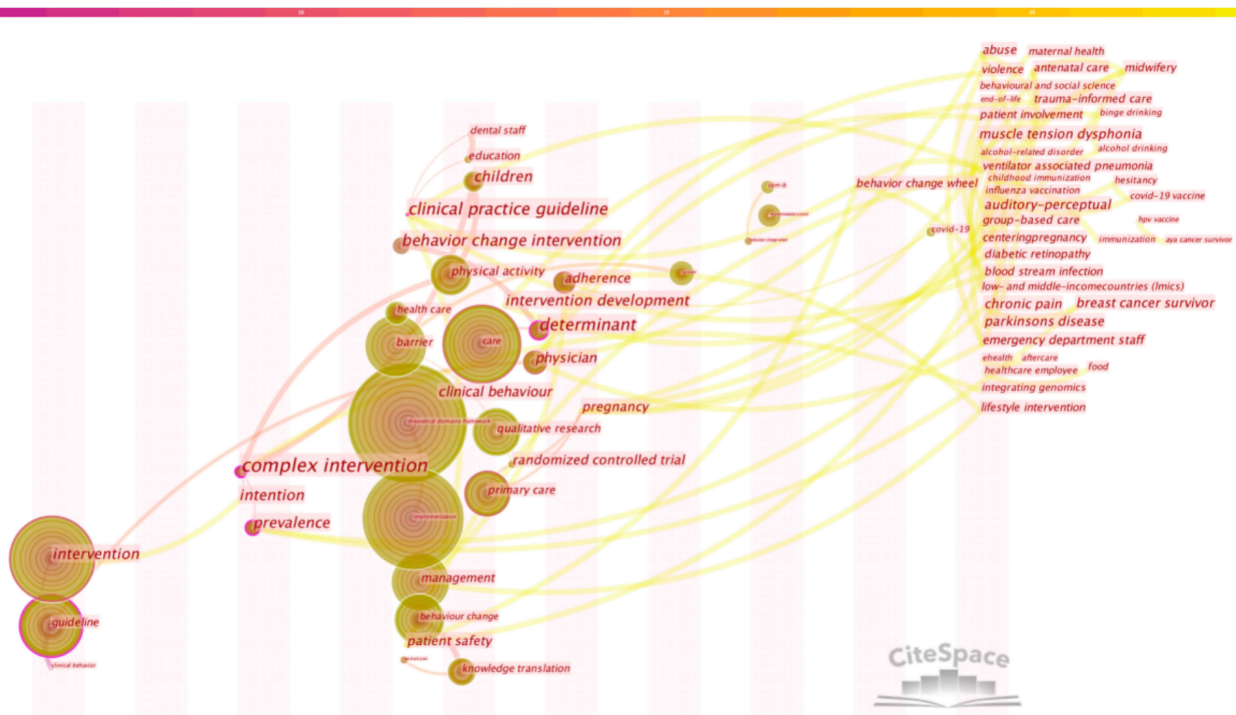 abuse
maternal health
violence
antenatal care
midwifery
behavioural and social science
end-of-life
trauma-informed care
patient involvement
binge drinking
muscle tension dysphonia
alcohol-related disorder
alcohol drinking
ventilator associated pneumonia
childhood immunization
hesitancy
influenza vaccination
covid-19 vaccine
auditory-perceptual
group-based care
hpv vaccine
covid-19
centeringpregnancy
immunization
aya cancer survivor
diabetic retinopathy
blood stream infection
low- and middle-incomecountries (lmics)
chronic pain
breast cancer survivor
parkinsons disease
emergency department staff
ehealth
aftercare
healthcare employee
food
integrating genomics
lifestyle intervention
behavior change wheel
dental staff
education
children
clinical practice guideline
behavior change intervention
physical activity
adherence
intervention development
health care
determinant
barrier
care
physician
clinical behaviour
pregnancy
theoretical domains framework
qualitative research
complex intervention
randomized controlled trial
intention
primary care
prevalence
implementation
intervention
management
behaviour change
guideline
patient safety
clinical behavior
knowledge translation
CiteSpace